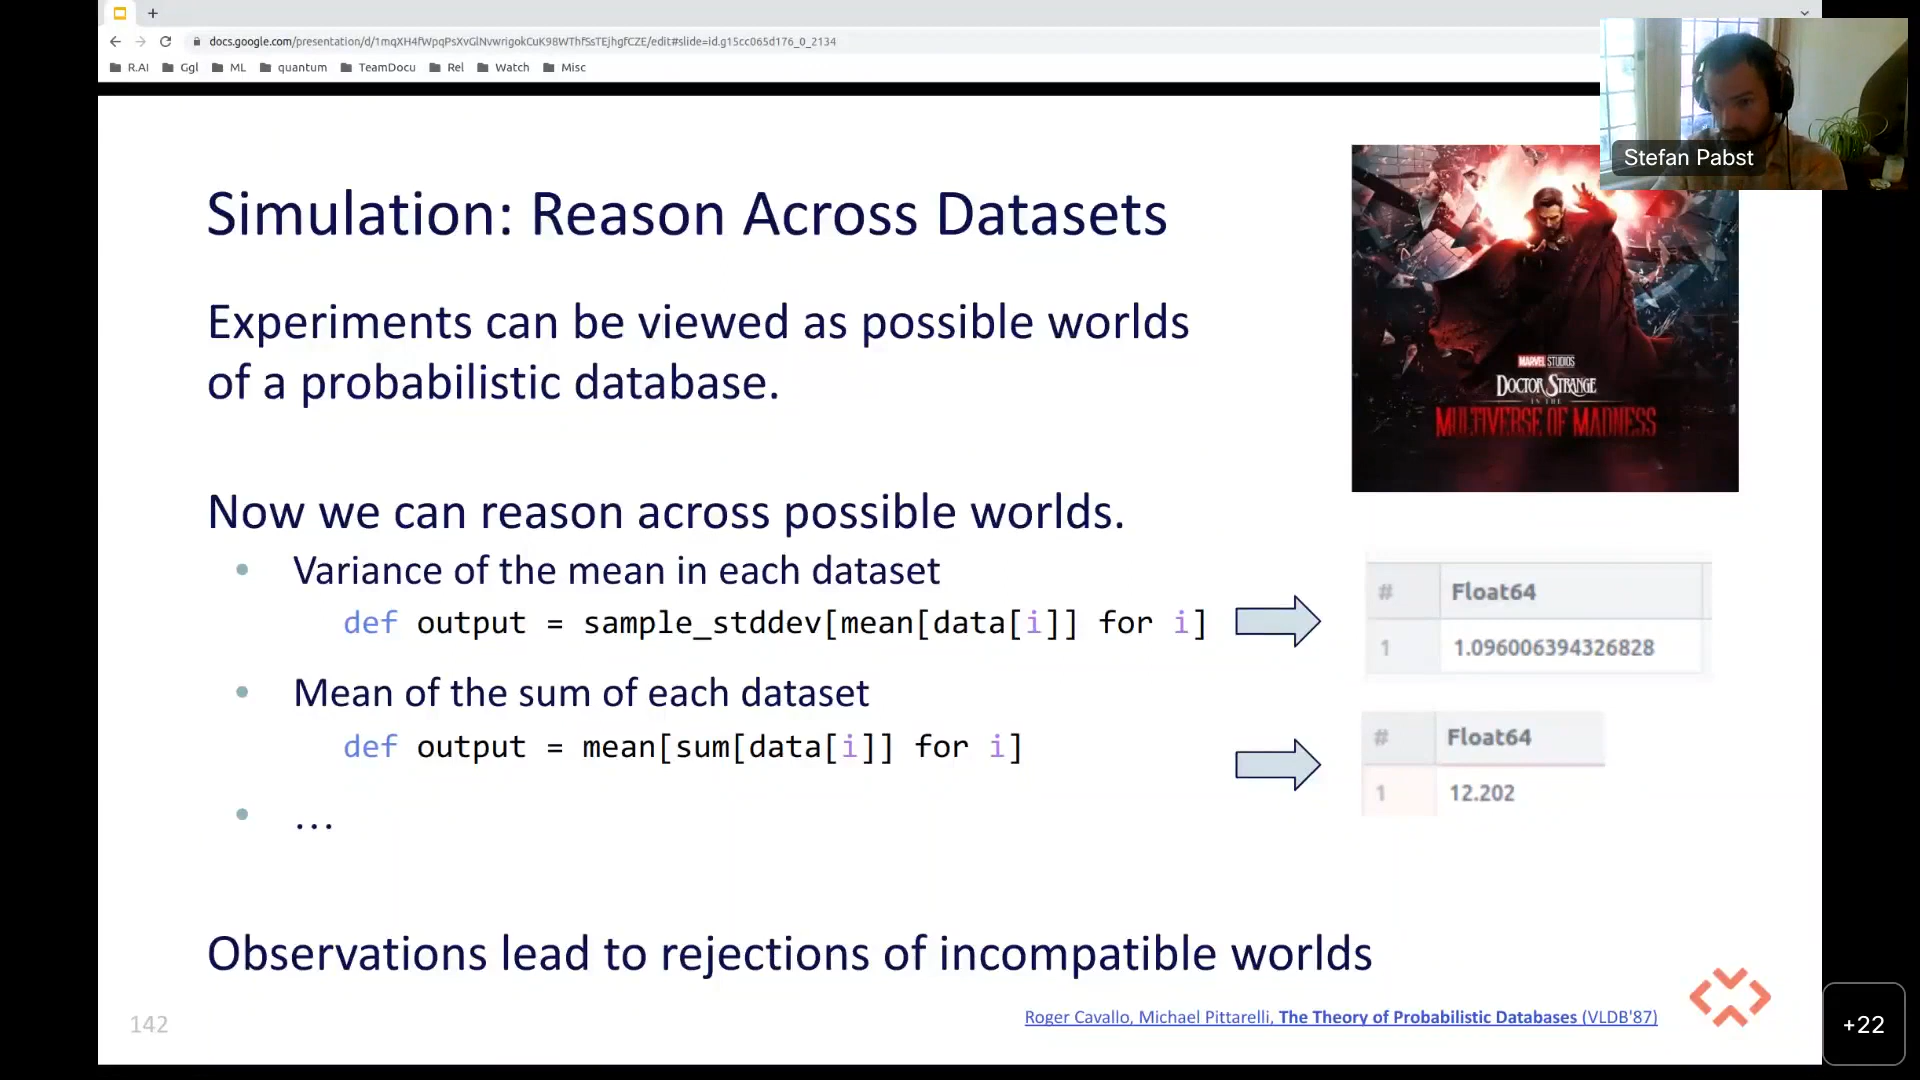 docs.google.com/presentation/d/1mqXH4fWpqPsXvGlNvwrigokCuK98WThfSsTEjhgfCZE/edit#slide=id.g15cc065d176_0_2134
R.AI Ggl ML quantum TeamDocu Rel Watch Misc
Stefan Pabst
Simulation: Reason Across Datasets
Experiments can be viewed as possible worlds
of a probabilistic database.
MARVEL STUDIOS
DOCTOR STRANGE
IN THE
MULTIVERSE OF MADNESS
Now we can reason across possible worlds.
• Variance of the mean in each dataset
def output = sample_stddev[mean[data[i]] for i]
# Float64
1 1.096006394326828
• Mean of the sum of each dataset
def output = mean[sum[data[i]] for i]
# Float64
1 12.202
• ...
Observations lead to rejections of incompatible worlds
Roger Cavallo, Michael Pittarelli, The Theory of Probabilistic Databases (VLDB'87)
142
+22